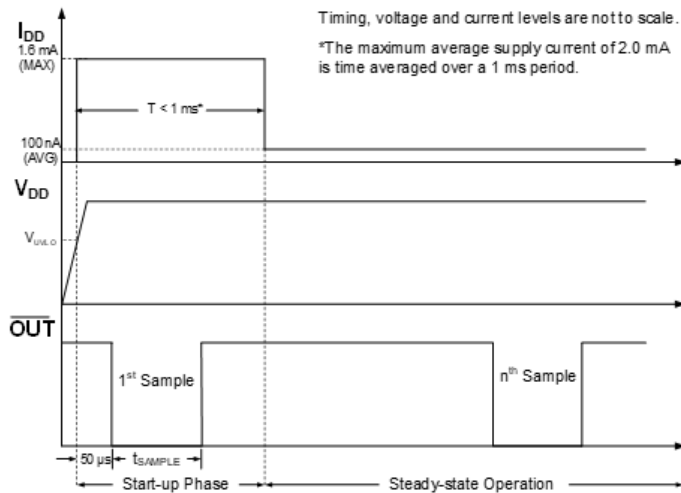 Timing, voltage and current levels are not to scale.
*The maximum average supply current of 2.0 mA
is time averaged over a 1 ms period.
IDD
1.6 mA
(MAX)
T < 1 ms*
100 nA
(AVG)
VDD
VUVLO
OUT
1st Sample
nth Sample
50 µs
tSAMPLE
Start-up Phase
Steady-state Operation